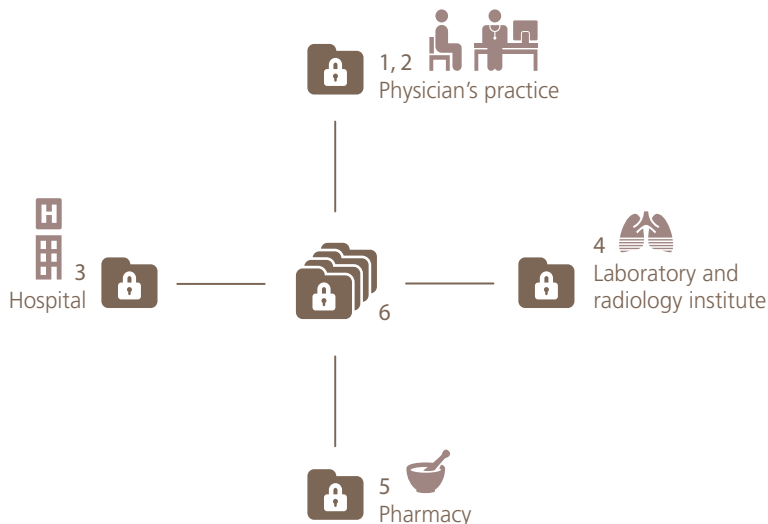 1, 2
Physician’s practice
H
3
Hospital
4
Laboratory and
radiology institute
6
5
Pharmacy